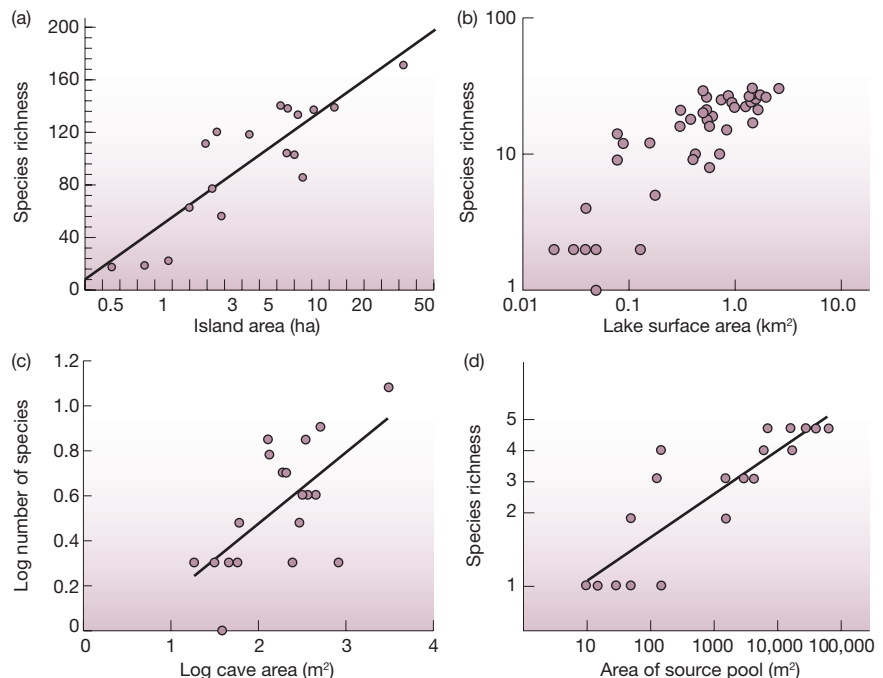 (a)
200
160
120
80
40
0
Species richness
0.5 1 3 5 10 20 50
Island area (ha)
(b)
100
10
1
Species richness
0.01 0.1 1.0 10.0
Lake surface area (km²)
(c)
1.2
1.0
0.8
0.6
0.4
0.2
0
Log number of species
0 1 2 3 4
Log cave area (m²)
(d)
5
4
3
2
1
Species richness
10 100 1000 10,000 100,000
Area of source pool (m²)